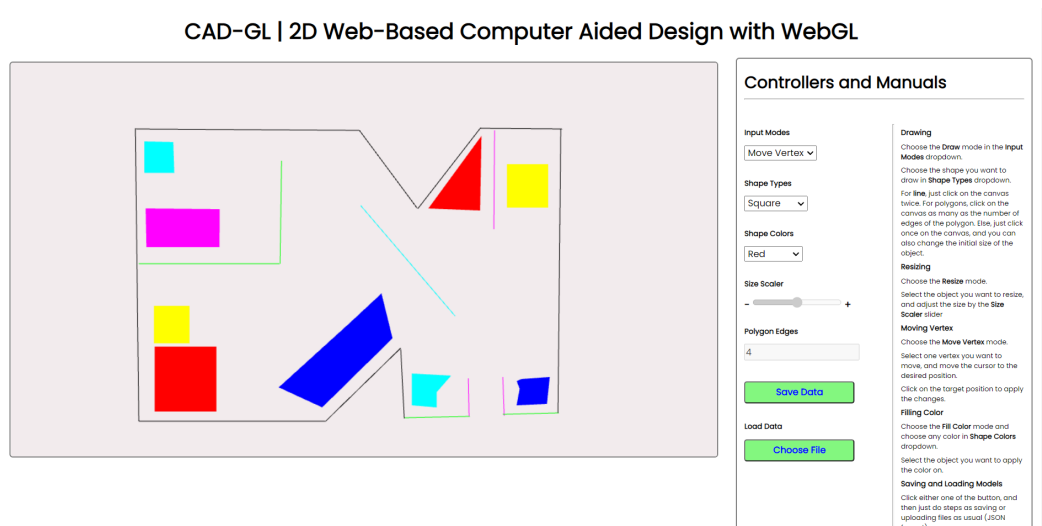 CAD-GL | 2D Web-Based Computer Aided Design with WebGL
Controllers and Manuals
Input Modes
Move Vertex
Shape Types
Square
Shape Colors
Red
Size Scaler
- +
Polygon Edges
4
Save Data
Load Data
Choose File
Drawing
Choose the Draw mode in the Input
Modes dropdown.
Choose the shape you want to
draw in Shape Types dropdown.
For line, just click on the canvas
twice. For polygons, click on the
canvas as many as the number of
edges of the polygon. Else, just click
once on the canvas, and you can
also change the initial size of the
object.
Resizing
Choose the Resize mode.
Select the object you want to resize,
and adjust the size by the Size
Scaler slider
Moving Vertex
Choose the Move Vertex mode.
Select one vertex you want to
move, and move the cursor to the
desired position.
Click on the target position to apply
the changes.
Filling Color
Choose the Fill Color mode and
choose any color in Shape Colors
dropdown.
Select the object you want to apply
the color on.
Saving and Loading Models
Click either one of the button, and
then just do steps as saving or
uploading files as usual (JSON